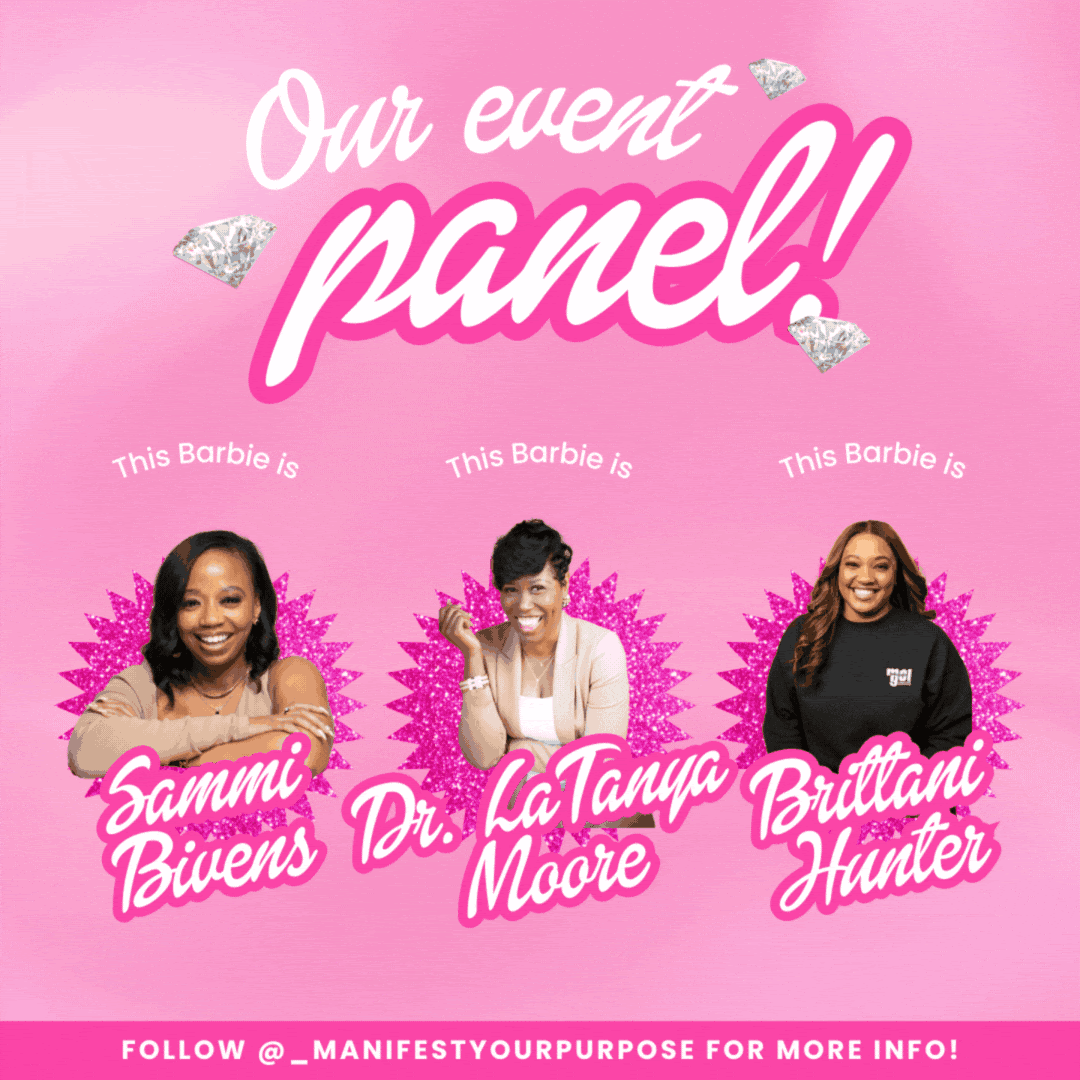 Our event
panel!
This Barbie is
Sammi
Bivens
This Barbie is
Dr. LaTanya
Moore
This Barbie is
Brittani
Hunter
FOLLOW @_MANIFESTYOURPURPOSE FOR MORE INFO!